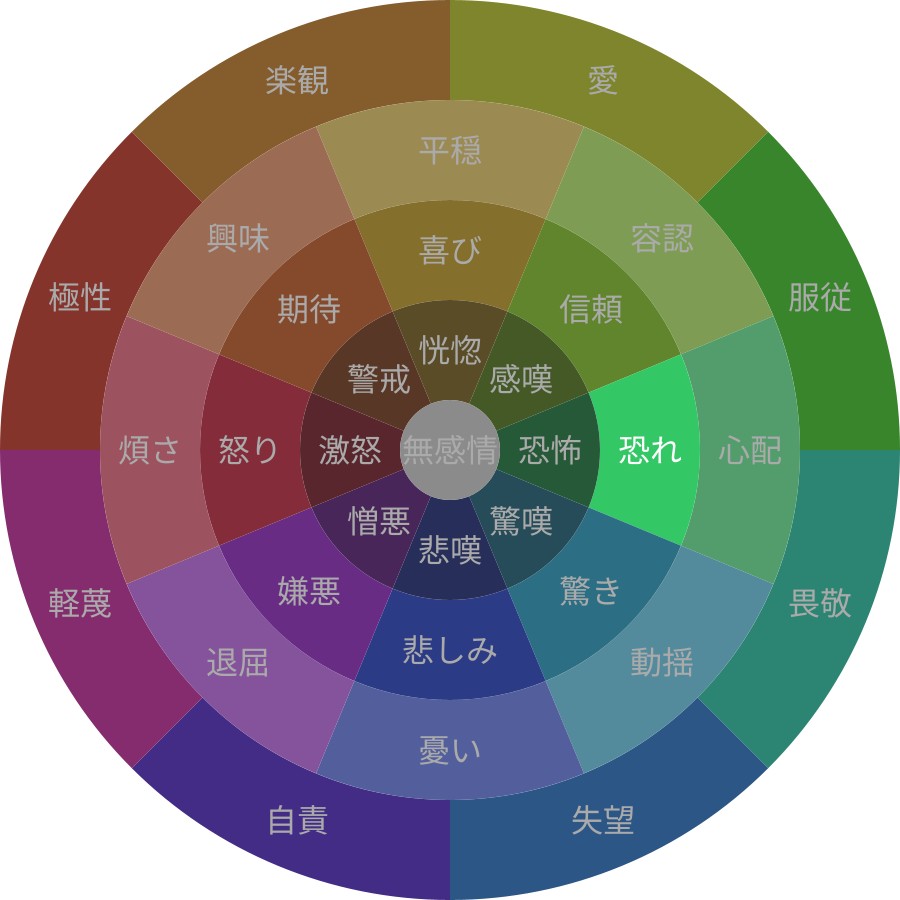 楽観
愛
平穏
興味
容認
喜び
極性
服従
期待
信頼
恍惚
警戒
感嘆
煩さ
怒り
激怒
無感情
恐怖
恐れ
心配
憎悪
驚嘆
悲嘆
嫌悪
驚き
軽蔑
畏敬
悲しみ
退屈
動揺
憂い
自責
失望